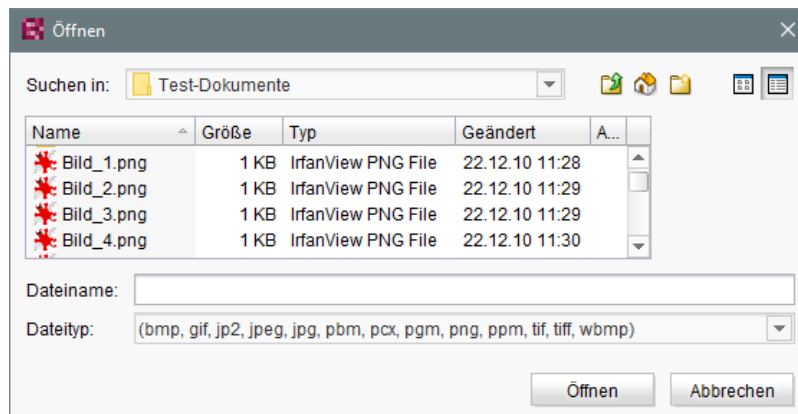 Öffnen
Suchen in: Test-Dokumente
Name Größe Typ Geändert A...
Bild_1.png 1 KB IrfanView PNG File 22.12.10 11:28
Bild_2.png 1 KB IrfanView PNG File 22.12.10 11:29
Bild_3.png 1 KB IrfanView PNG File 22.12.10 11:29
Bild_4.png 1 KB IrfanView PNG File 22.12.10 11:30
Dateiname:
Dateityp: (bmp, gif, jp2, jpeg, jpg, pbm, pcx, pgm, png, ppm, tif, tiff, wbmp)
Öffnen Abbrechen